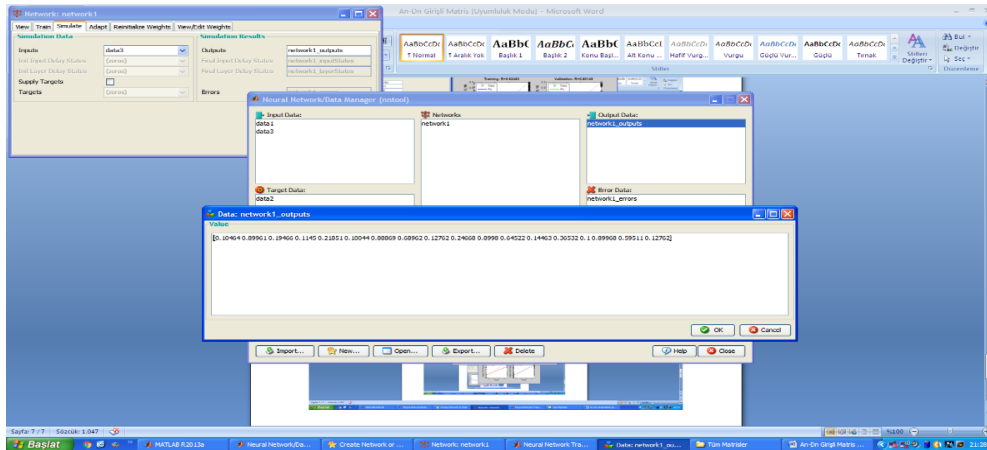 Network: network1
An-Dn Girişli Matris (Uyumluluk Modu) - Microsoft Word
View Train Simulate Adapt Reinitialize Weights View/Edit Weights
Simulation Data
Simulation Results
Inputs data3
Outputs network1_outputs
Init Input Delay States (zeros)
Final Input Delay States network1_inputStates
Init Layer Delay States (zeros)
Final Layer Delay States network1_layerStates
Supply Targets
Targets (zeros)
Errors
AaBbCcDc AaBbCcDc AaBbC AaBbCc AaBbC AaBbCcI AaBbCcDc AaBbCcDc AaBbCcDc AaBbCcDc AaBbCcDc
¶ Normal ¶ Aralık Yok Başlık 1 Başlık 2 Konu Başl... Alt Konu ... Hafif Vurg... Vurgu Güçlü Vur... Güçlü Tırnak
Stilleri Değiştir
Bul
Değiştir
Seç
Stiller
Düzenleme
Neural Network/Data Manager (nntool)
Input Data:
data1
data3
Networks
network1
Output Data:
network1_outputs
Target Data:
data2
Error Data:
network1_errors
Data: network1_outputs
Value
[0.10464 0.89961 0.19466 0.1145 0.21851 0.10044 0.88869 0.68962 0.12762 0.24668 0.8998 0.64522 0.14463 0.36532 0.1 0.89968 0.59511 0.12762]
OK Cancel
Import... New... Open... Export... Delete Help Close
Sayfa: 7 / 7 Sözcük: 1.047 %100
Başlat MATLAB R2013a Neural Network/Da... Create Network or ... Network: network1 Neural Network Tra... Data: network1_ou... Tüm Matrisler An-Dn Girişli Matris ... 21:28